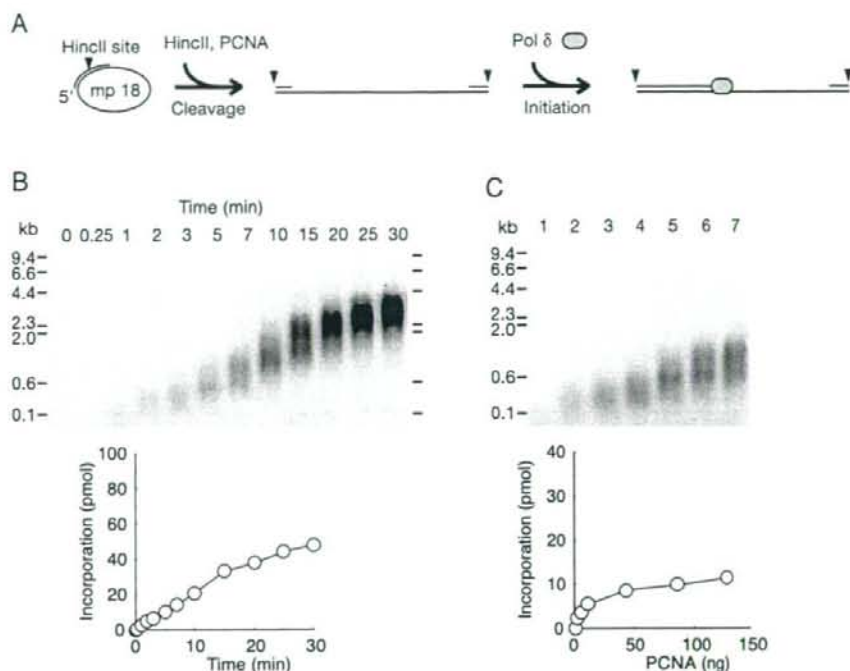 A
HincII site
5'
mp 18
HincII, PCNA
Cleavage
Pol δ
Initiation
B
Time (min)
kb 0 0.25 1 2 3 5 7 10 15 20 25 30
9.4
6.6
4.4
2.3
2.0
0.6
0.1
Incorporation (pmol)
100
80
60
40
20
0
0 10 20 30
Time (min)
C
kb 1 2 3 4 5 6 7
9.4
6.6
4.4
2.3
2.0
0.6
0.1
Incorporation (pmol)
40
30
20
10
0
0 50 100 150
PCNA (ng)